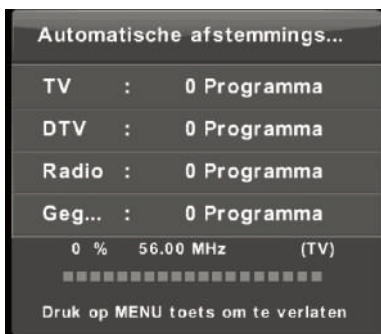 Automatische afstemmings...
TV : 0 Programma
DTV : 0 Programma
Radio : 0 Programma
Geg... : 0 Programma
0 % 56.00 MHz (TV)
Druk op MENU toets om te verlaten